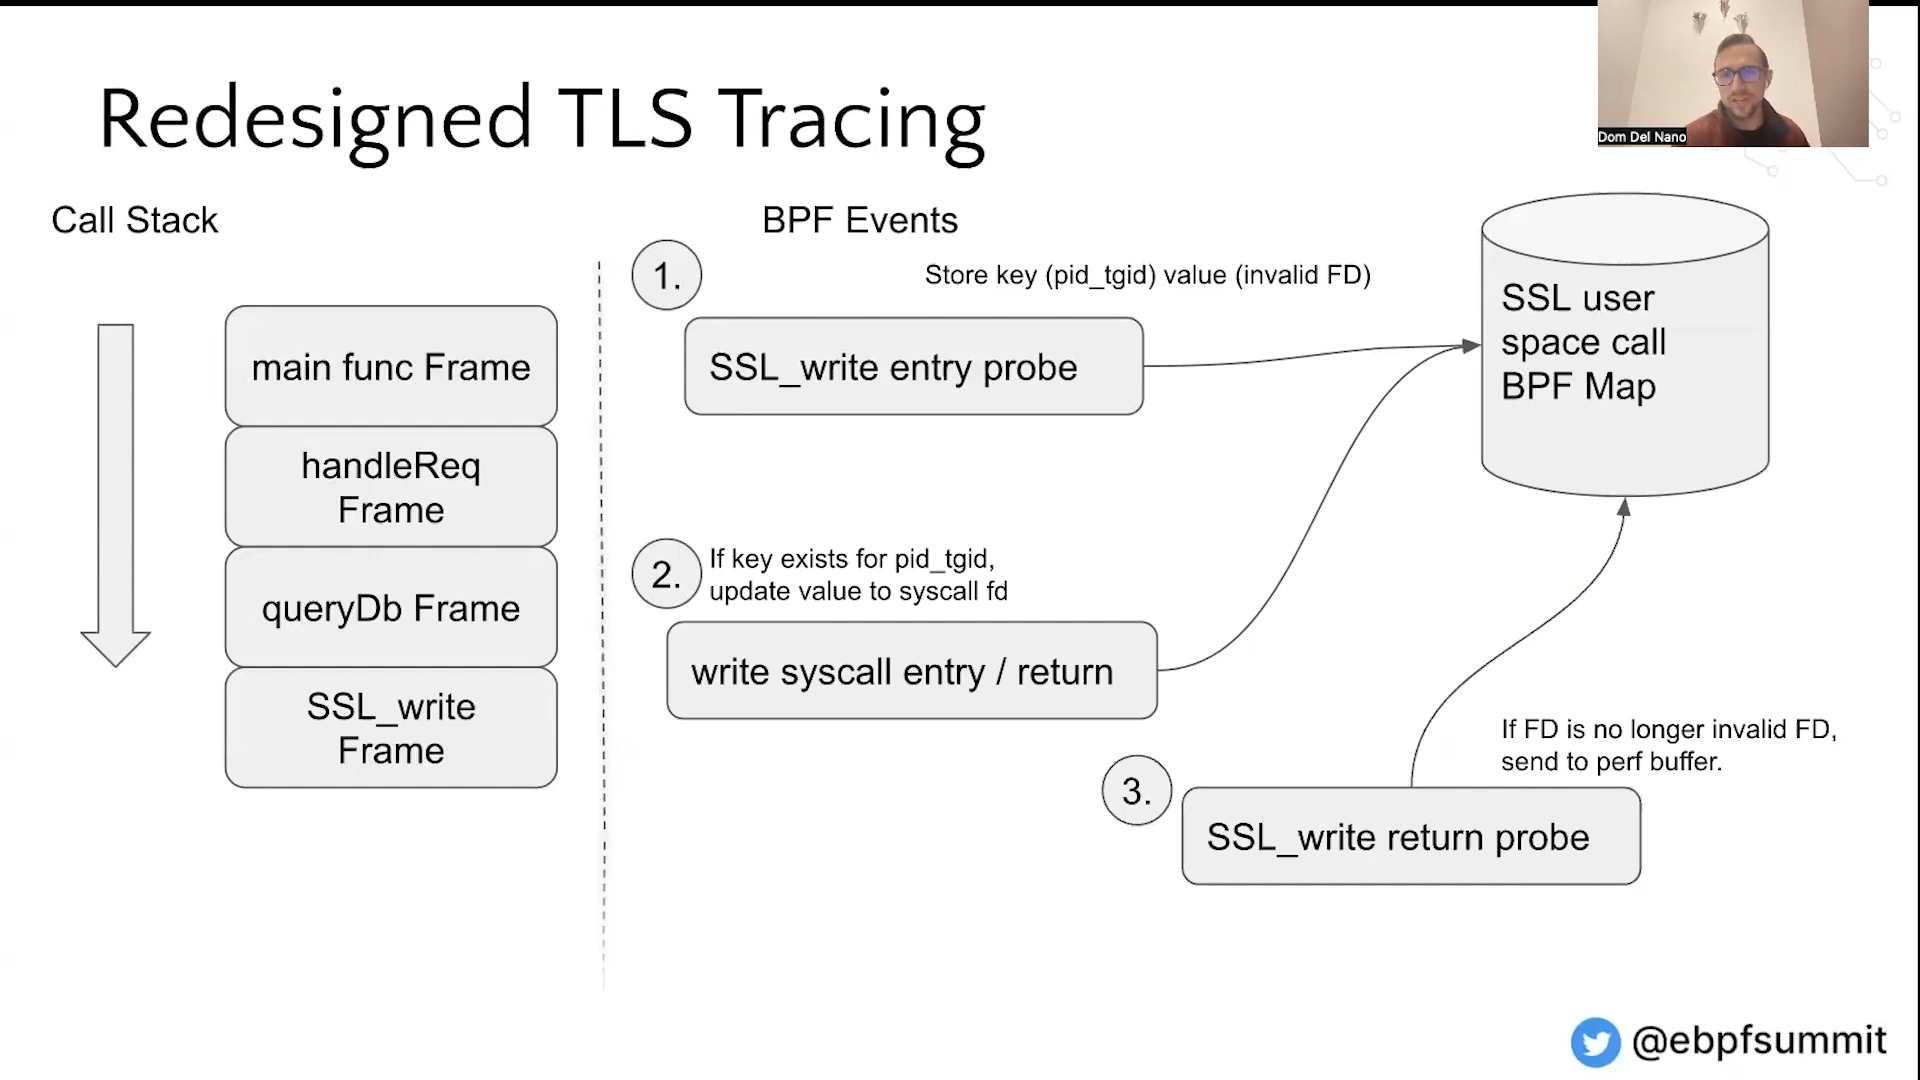 Dom Del Nano
Redesigned TLS Tracing
Call Stack
main func Frame
handleReq
Frame
queryDb Frame
SSL_write
Frame
BPF Events
1.
Store key (pid_tgid) value (invalid FD)
SSL_write entry probe
2.
If key exists for pid_tgid,
update value to syscall fd
write syscall entry / return
3.
If FD is no longer invalid FD,
send to perf buffer.
SSL_write return probe
SSL user
space call
BPF Map
@ebpfsummit